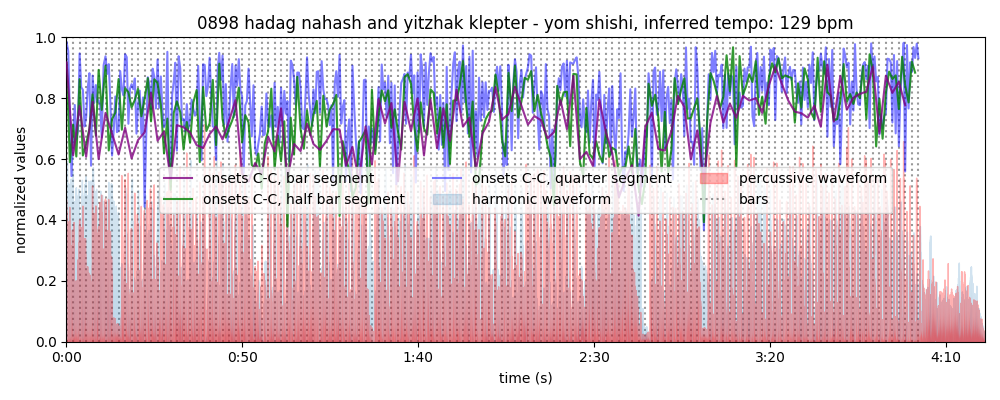 0898 hadag nahash and yitzhak klepter - yom shishi, inferred tempo: 129 bpm
normalized values
1.0
0.8
0.6
0.4
0.2
0.0
onsets C-C, bar segment
onsets C-C, half bar segment
onsets C-C, quarter segment
harmonic waveform
percussive waveform
bars
0:00 0:50 1:40 2:30 3:20 4:10
time (s)